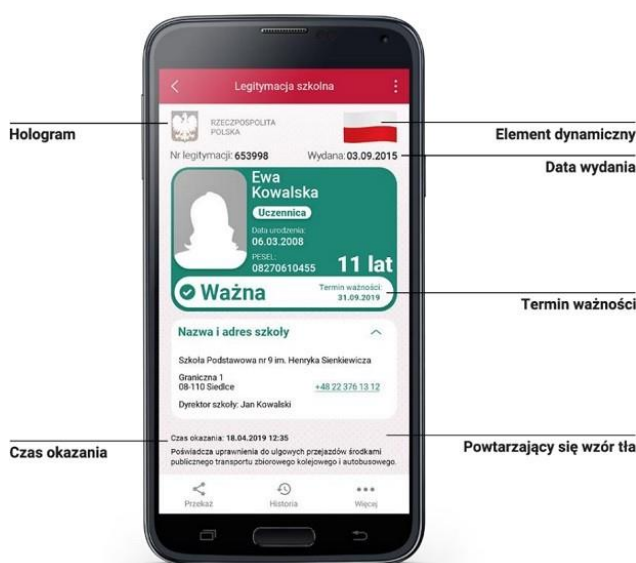 Legitymacja szkolna
Hologram
RZECZPOSPOLITA
POLSKA
Element dynamiczny
Nr legitymacji: 653998
Wydana: 03.09.2015
Data wydania
Ewa
Kowalska
Uczennica
Data urodzenia:
06.03.2008
PESEL:
08270610455
11 lat
Ważna
Termin ważności:
31.09.2019
Termin ważności
Nazwa i adres szkoły
Szkoła Podstawowa nr 9 im. Henryka Sienkiewicza
Graniczna 1
08-110 Siedlce
+48 22 376 13 12
Dyrektor szkoły: Jan Kowalski
Czas okazania: 18.04.2019 12:35
Czas okazania
Powtarzający się wzór tła
Poświadcza uprawnienia do ulgowych przejazdów środkami
publicznego transportu zbiorowego kolejowego i autobusowego.
Przekaż
Historia
Więcej